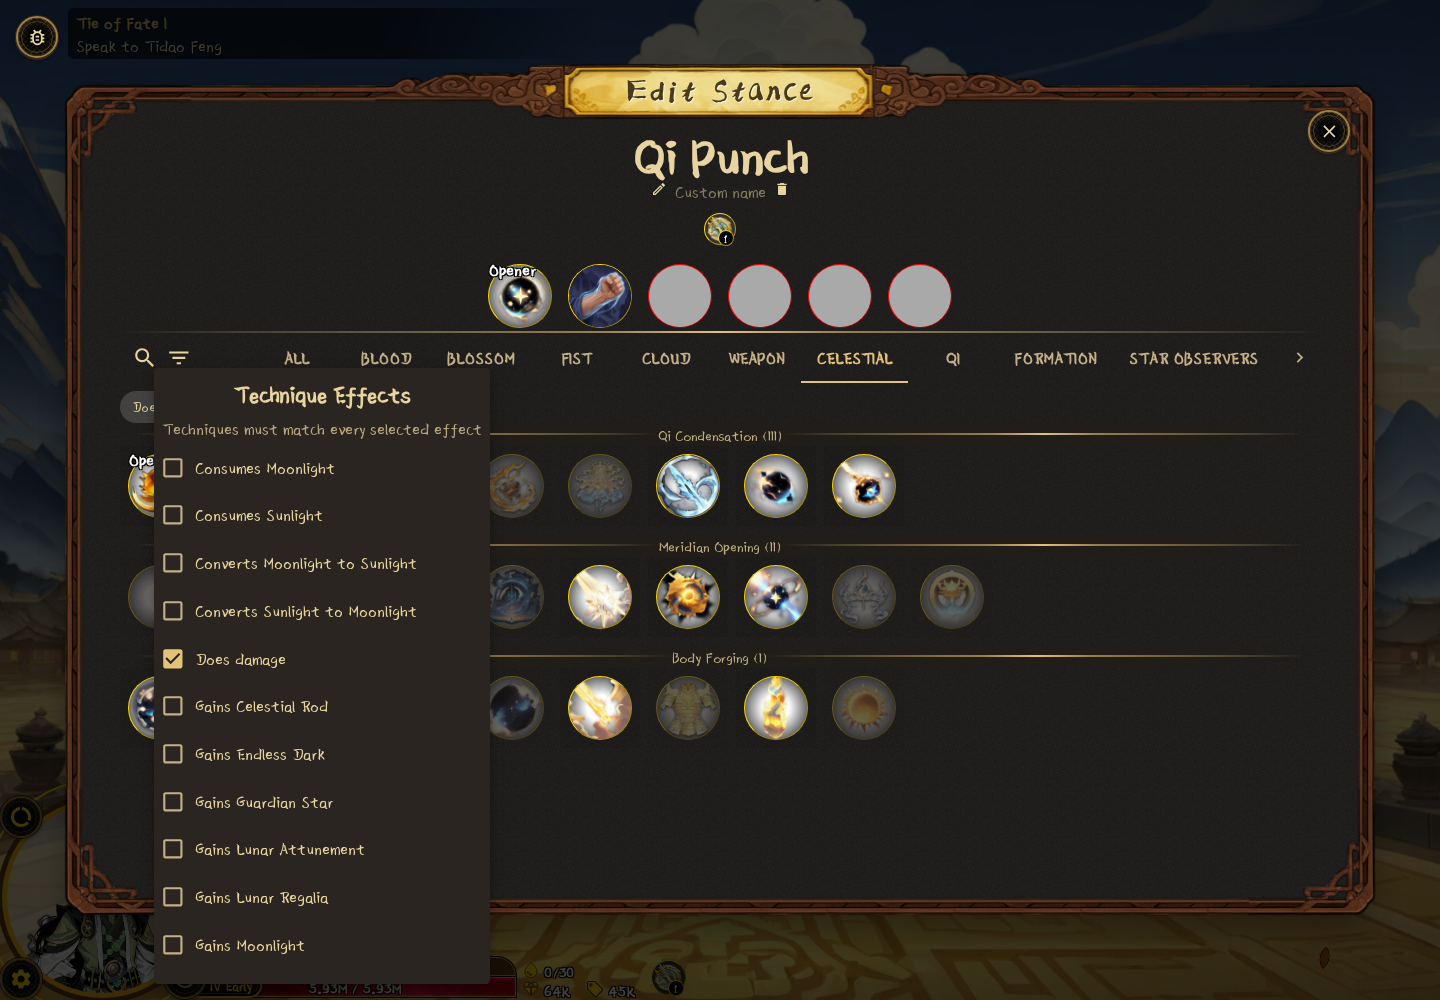 Tie of Fate I
Speak to Tidao Feng
Edit Stance
Qi Punch
Custom name
Opener
ALL BLOOD BLOSSOM FIST CLOUD WEAPON CELESTIAL QI FORMATION STAR OBSERVERS
Technique Effects
Techniques must match every selected effect
Qi Condensation (III)
Consumes Moonlight
Consumes Sunlight
Meridian Opening (II)
Converts Moonlight to Sunlight
Converts Sunlight to Moonlight
Body Forging (I)
Does damage
Gains Celestial Rod
Gains Endless Dark
Gains Guardian Star
Gains Lunar Attunement
Gains Lunar Regalia
Gains Moonlight
IV Early
5.93M / 5.93M
0/30
64k 45k